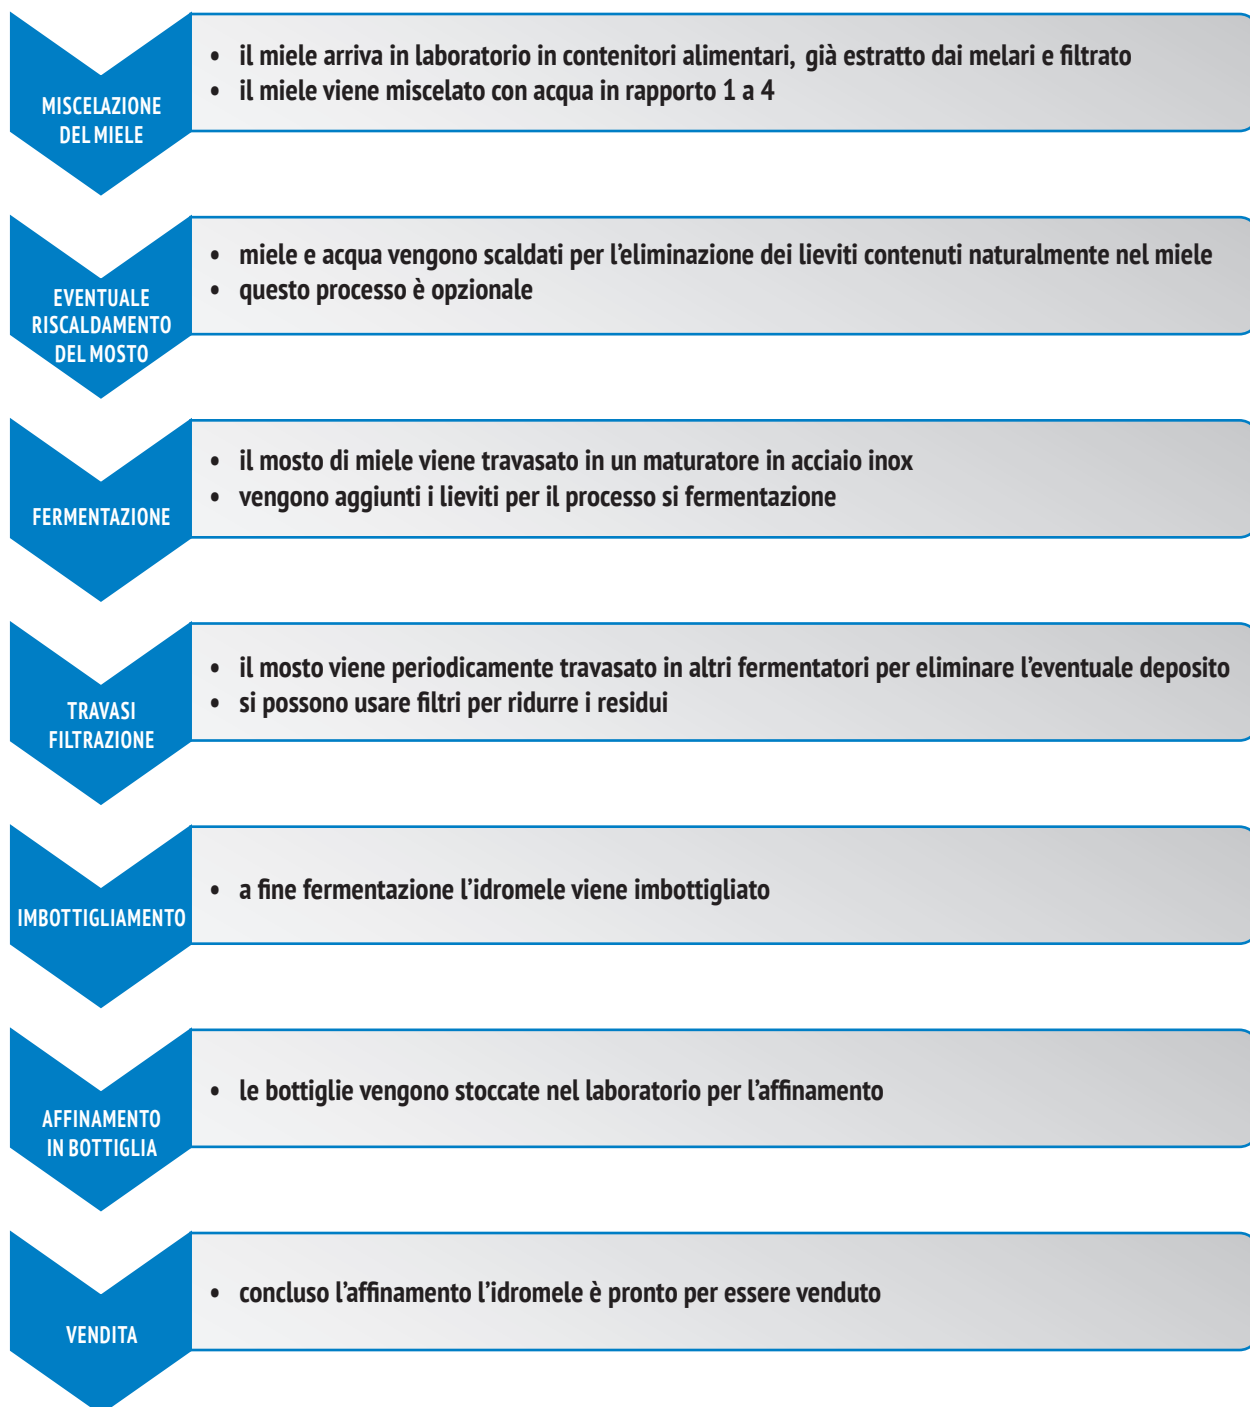 MISCELAZIONE
DEL MIELE
• il miele arriva in laboratorio in contenitori alimentari, già estratto dai melari e filtrato
• il miele viene miscelato con acqua in rapporto 1 a 4
EVENTUALE
RISCALDAMENTO
DEL MOSTO
• miele e acqua vengono scaldati per l’eliminazione dei lieviti contenuti naturalmente nel miele
• questo processo è opzionale
FERMENTAZIONE
• il mosto di miele viene travasato in un maturatore in acciaio inox
• vengono aggiunti i lieviti per il processo si fermentazione
TRAVASI
FILTRAZIONE
• il mosto viene periodicamente travasato in altri fermentatori per eliminare l’eventuale deposito
• si possono usare filtri per ridurre i residui
IMBOTTIGLIAMENTO
• a fine fermentazione l’idromele viene imbottigliato
AFFINAMENTO
IN BOTTIGLIA
• le bottiglie vengono stoccate nel laboratorio per l’affinamento
VENDITA
• concluso l’affinamento l’idromele è pronto per essere venduto